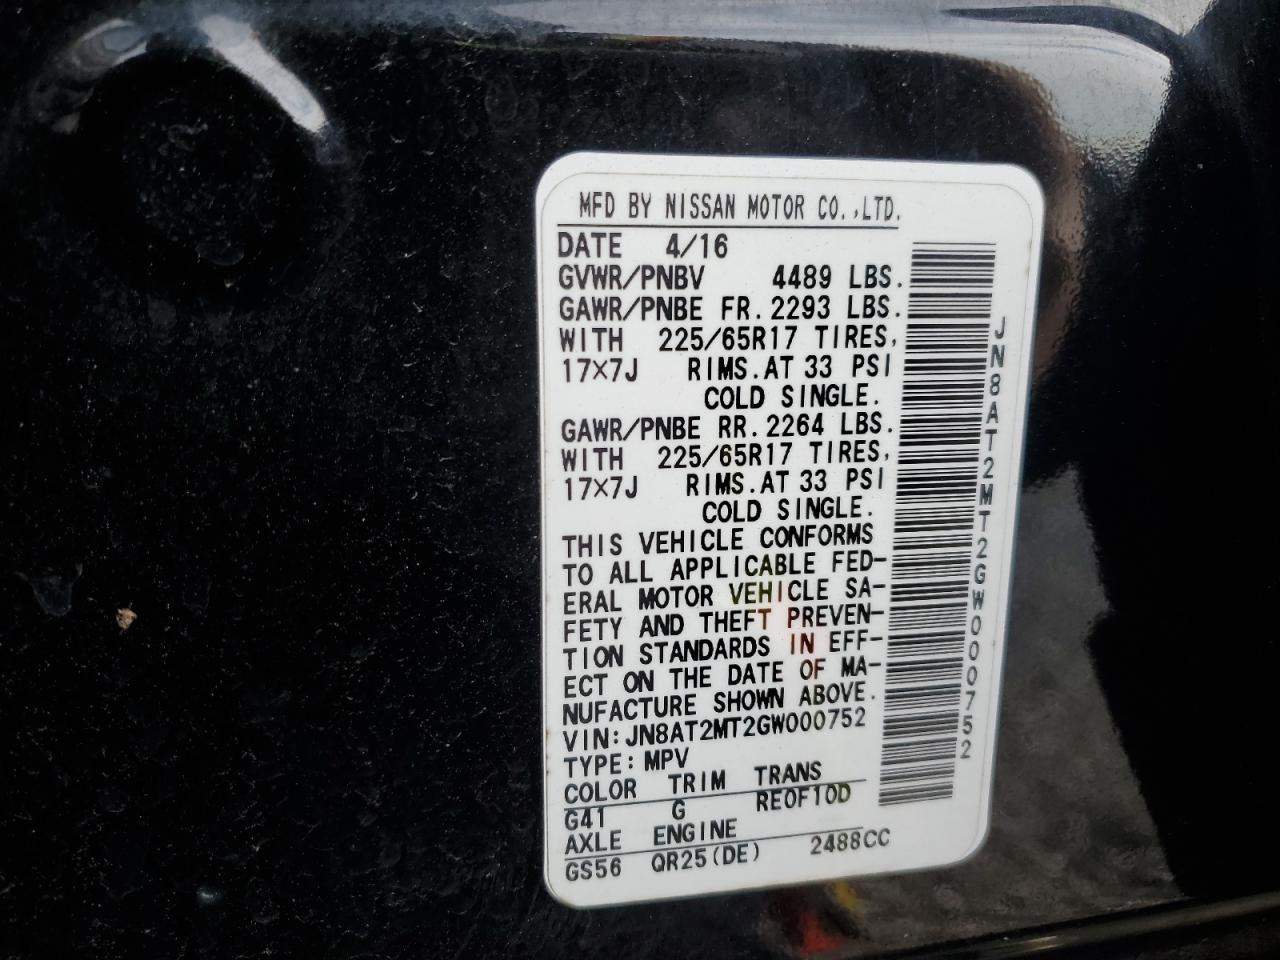 MFD BY NISSAN MOTOR CO.,LTD.
DATE 4/16
GVWR/PNBV 4489 LBS.
GAWR/PNBE FR.2293 LBS.
WITH 225/65R17 TIRES,
17×7J RIMS.AT 33 PSI
COLD SINGLE.
GAWR/PNBE RR.2264 LBS.
WITH 225/65R17 TIRES,
17×7J RIMS.AT 33 PSI
COLD SINGLE.
THIS VEHICLE CONFORMS
TO ALL APPLICABLE FED-
ERAL MOTOR VEHICLE SA-
FETY AND THEFT PREVEN-
TION STANDARDS IN EFF-
ECT ON THE DATE OF MA-
NUFACTURE SHOWN ABOVE.
VIN:JN8AT2MT2GW000752
TYPE:MPV
COLOR TRIM TRANS
G41 G RE0F10D
AXLE ENGINE
GS56 QR25(DE) 2488CC
JN8AT2MT2GW000752